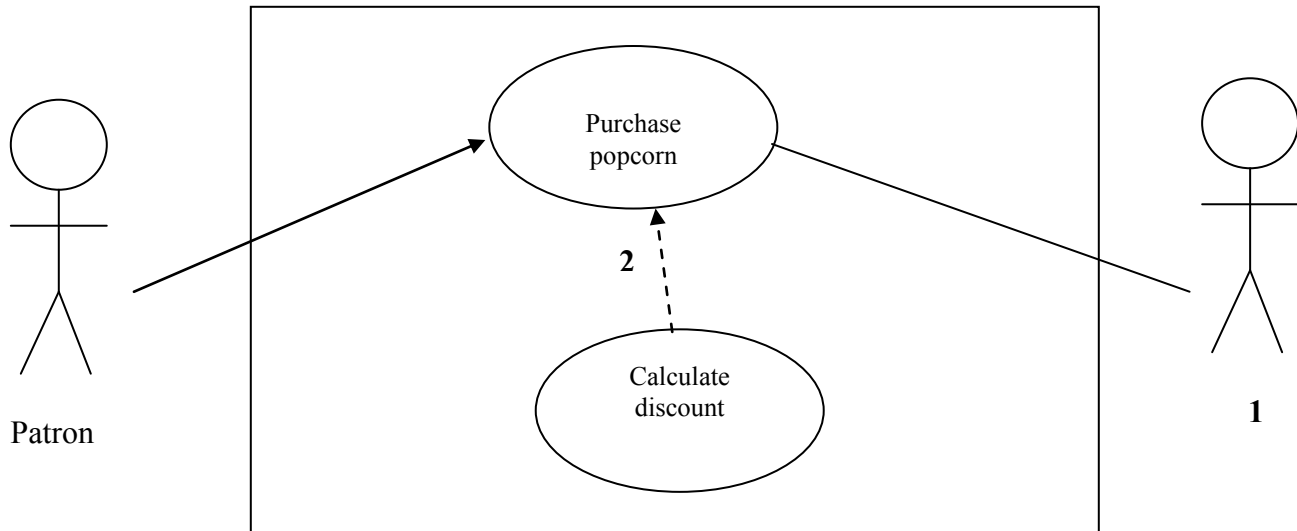 Purchase
popcorn
2
Calculate
discount
Patron
1